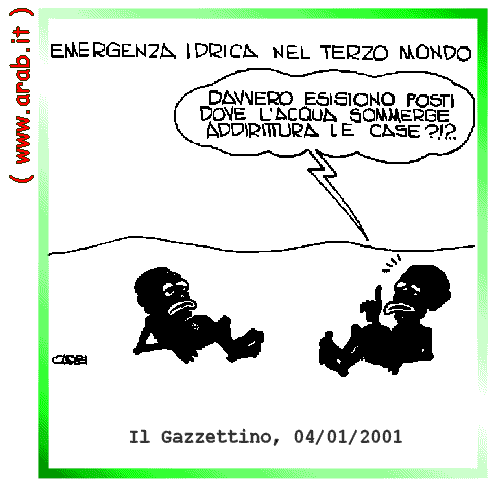 ( www.arab.it )
EMERGENZA IDRICA NEL TERZO MONDO
DAVVERO ESISTONO POSTI
DOVE L'ACQUA SOMMERGE
ADDIRITTURA LE CASE?!?..
Il Gazzettino, 04/01/2001